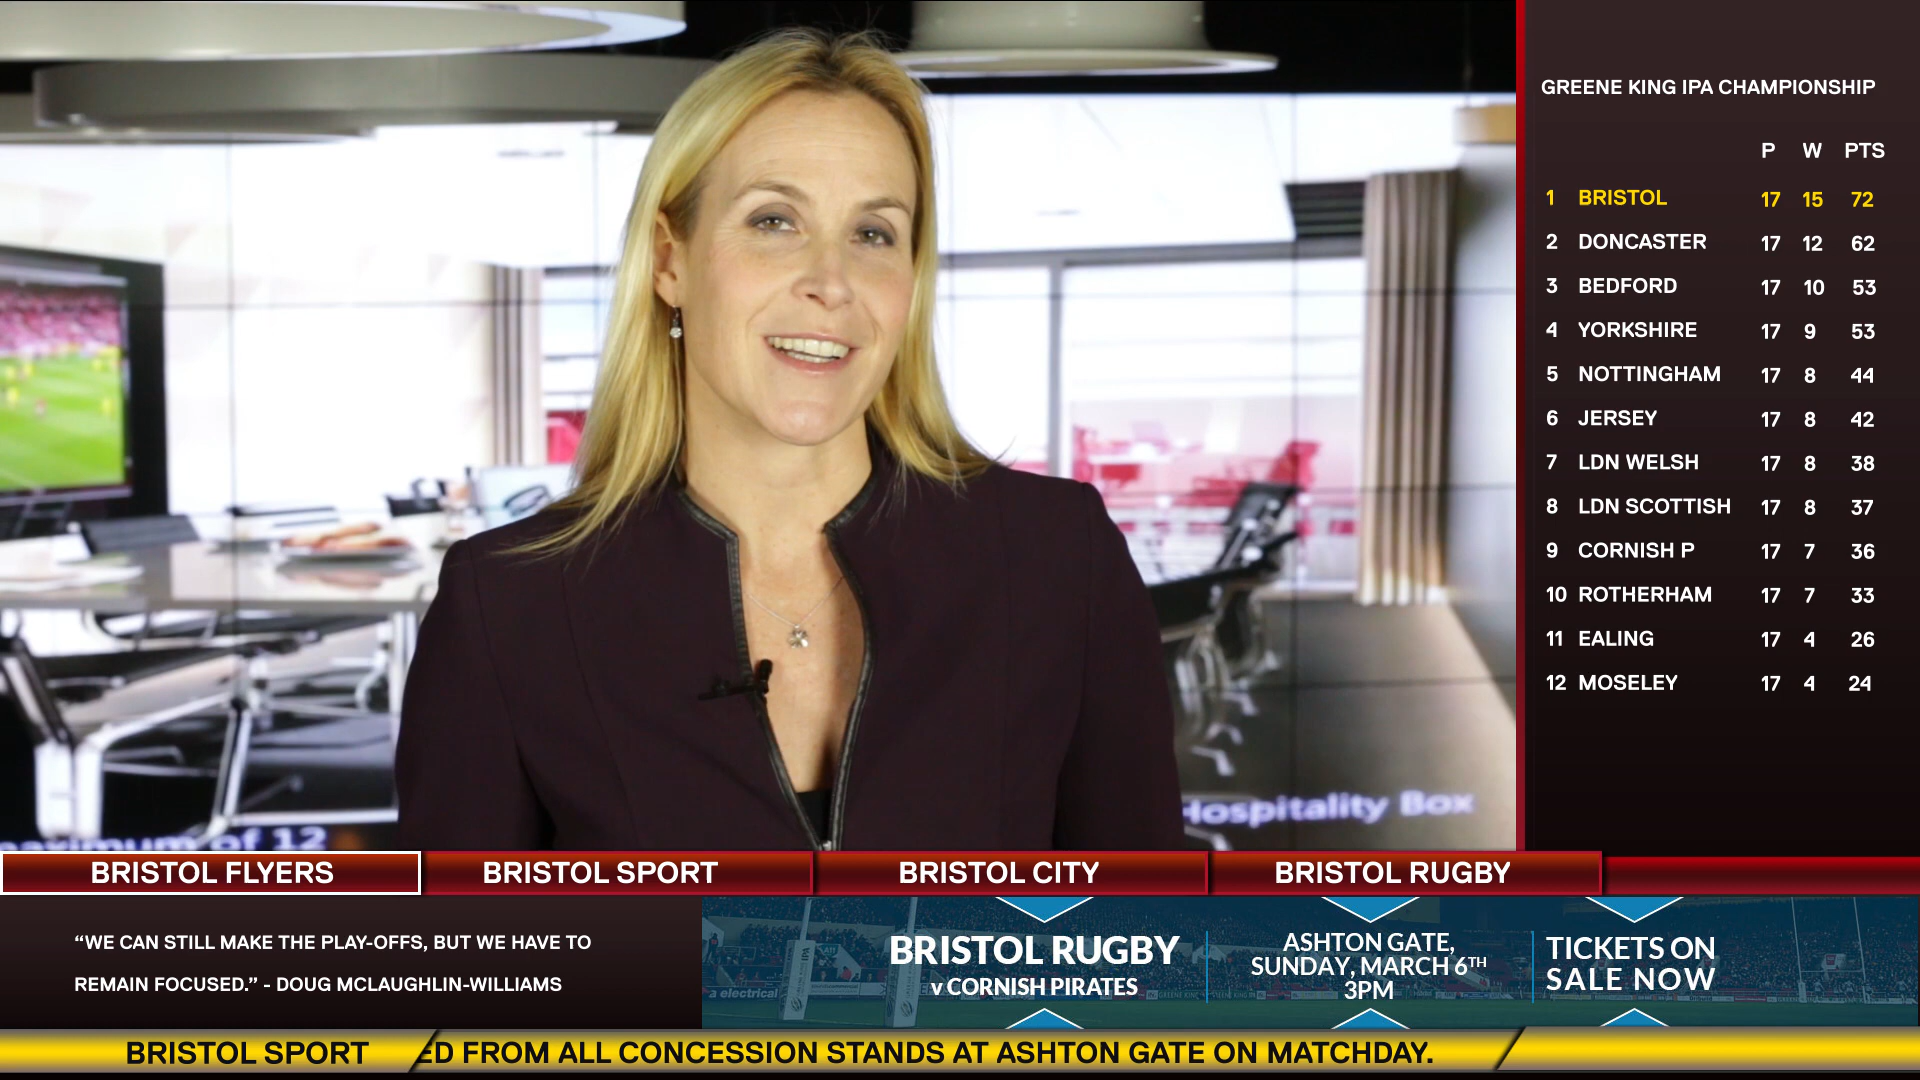 GREENE KING IPA CHAMPIONSHIP
P W PTS
1 BRISTOL 17 15 72
2 DONCASTER 17 12 62
3 BEDFORD 17 10 53
4 YORKSHIRE 17 9 53
5 NOTTINGHAM 17 8 44
6 JERSEY 17 8 42
7 LDN WELSH 17 8 38
8 LDN SCOTTISH 17 8 37
9 CORNISH P 17 7 36
10 ROTHERHAM 17 7 33
11 EALING 17 4 26
12 MOSELEY 17 4 24
aximum of 12
Hospitality Box
BRISTOL FLYERS
BRISTOL SPORT
BRISTOL CITY
BRISTOL RUGBY
“WE CAN STILL MAKE THE PLAY-OFFS, BUT WE HAVE TO
REMAIN FOCUSED.” - DOUG MCLAUGHLIN-WILLIAMS
a electrical
BRISTOL RUGBY
v CORNISH PIRATES
ASHTON GATE,
SUNDAY, MARCH 6TH
3PM
TICKETS ON
SALE NOW
BRISTOL SPORT
ED FROM ALL CONCESSION STANDS AT ASHTON GATE ON MATCHDAY.